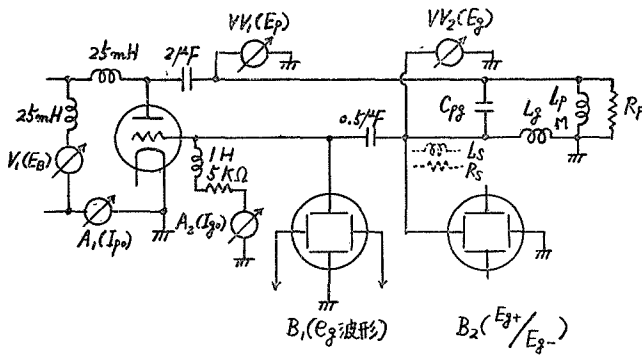 VV₁(Ep)
VV₂(Eg)
25mH
2μF
25mH
V₁(EB)
0.5μF
Cpg
Lg
Lp
M
Rp
1H
5KΩ
Ls
Rs
A₁(Ipo)
A₂(Igo)
B₁(eg波形)
B₂(Eg+/Eg-)